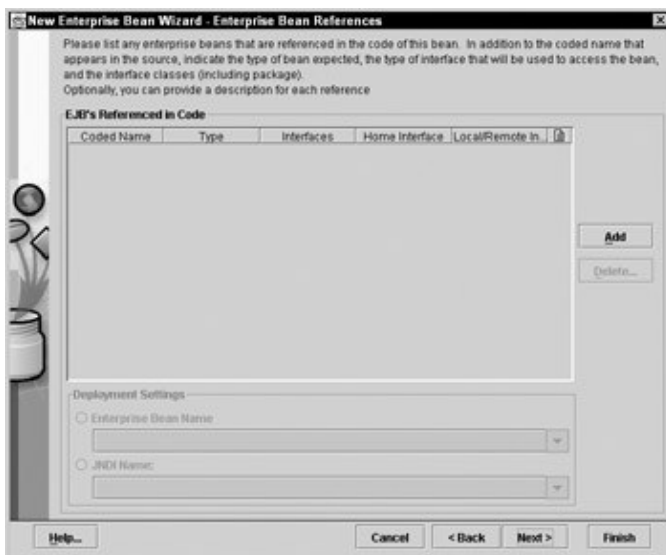 New Enterprise Bean Wizard - Enterprise Bean References
Please list any enterprise beans that are referenced in the code of this bean. In addition to the coded name that
appears in the source, indicate the type of bean expected, the type of interface that will be used to access the bean,
and the interface classes (including package).
Optionally, you can provide a description for each reference
EJB's Referenced in Code
Coded Name Type Interfaces Home Interface Local/Remote In...
Add
Delete...
Deployment Settings
Enterprise Bean Name
JNDI Name:
Help... Cancel < Back Next > Finish